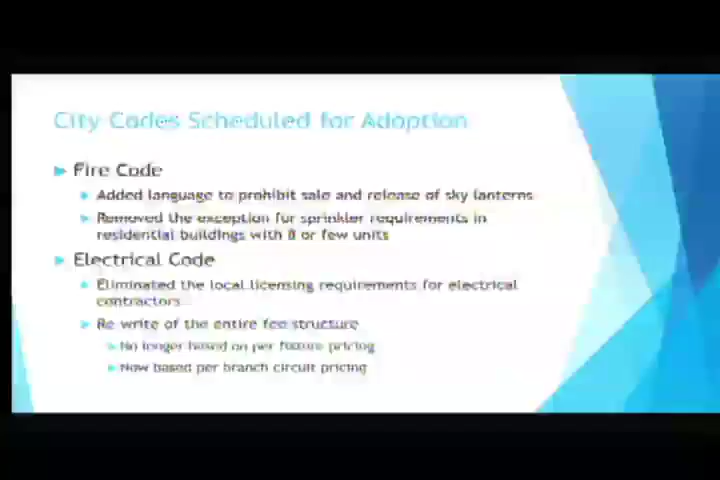 City Codes Scheduled for Adoption
Fire Code
Added language to prohibit sale and release of sky lanterns
Removed the exception for sprinkler requirements in
residential buildings with 8 or few units
Electrical Code
Eliminated the local licensing requirements for electrical
contractors
Re write of the entire fee structure
No longer based on per fixture pricing
Now based per branch circuit pricing